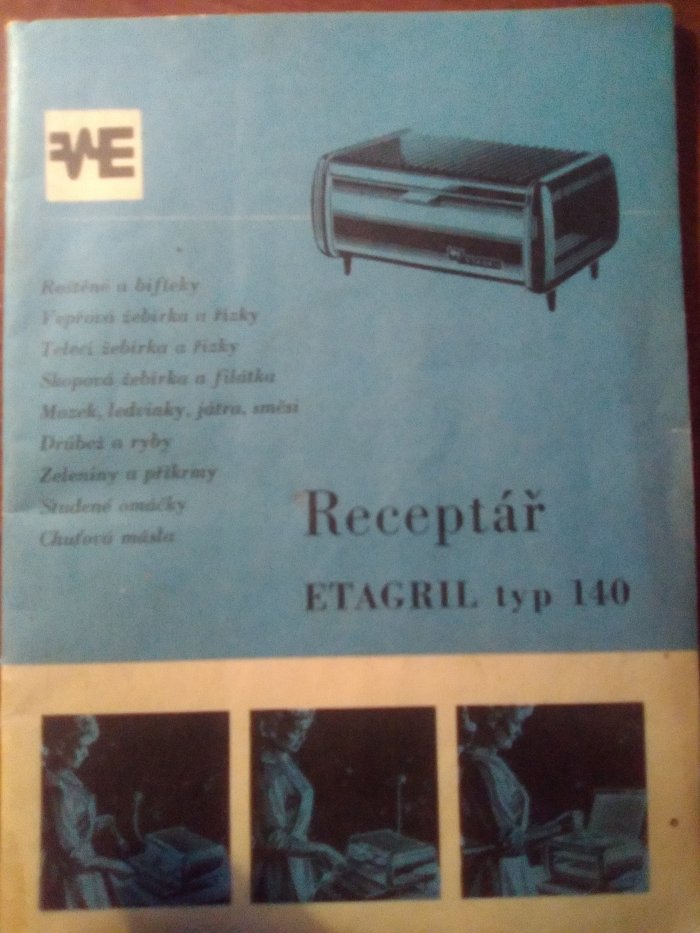 Roštěné a bifteky
Vepřová žebírka a řízky
Telecí žebírka a řízky
Skopová žebírka a filátka
Mozek, ledvinky, játra, směsi
Drůbež a ryby
Zeleniny a příkrmy
Studené omáčky
Chuťová másla
Receptář
ETAGRIL typ 140